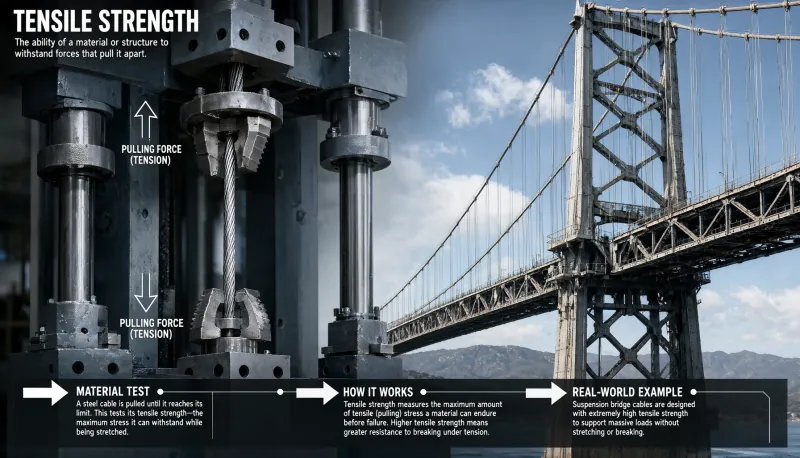 TENSILE STRENGTH
The ability of a material or structure to
withstand forces that pull it apart.
PULLING FORCE
(TENSION)
PULLING FORCE
(TENSION)
MATERIAL TEST
A steel cable is pulled until it reaches its
limit. This tests its tensile strength—the
maximum stress it can withstand while
being stretched.
HOW IT WORKS
Tensile strength measures the maximum amount
of tensile (pulling) stress a material can endure
before failure. Higher tensile strength means
greater resistance to breaking under tension.
REAL-WORLD EXAMPLE
Suspension bridge cables are designed
with extremely high tensile strength
to support massive loads without
stretching or breaking.